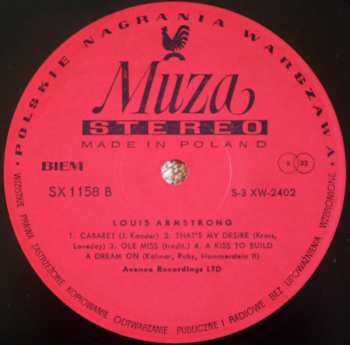 • POLSKIE NAGRANIA WARSZAWA •
Muza
STEREO
MADE IN POLAND
BIEM
33
SX 1158 B
S-3 XW-2402
LOUIS ARMSTRONG
1. CABARET (J. Kander) 2. THAT'S MY DESIRE (Kress,
Loveday) 3. OLE MISS (tradit.) 4. A KISS TO BUILD
A DREAM ON (Kalmar, Ruby, Hammerstein II)
Avenue Recordings LTD
WSZELKIE PRAWA ZASTRZEŻONE KOPIOWANIE ODTWARZANIE PUBLICZNE I RADIOWE BEZ UPOWAŻNIENIA WZBRONIONE